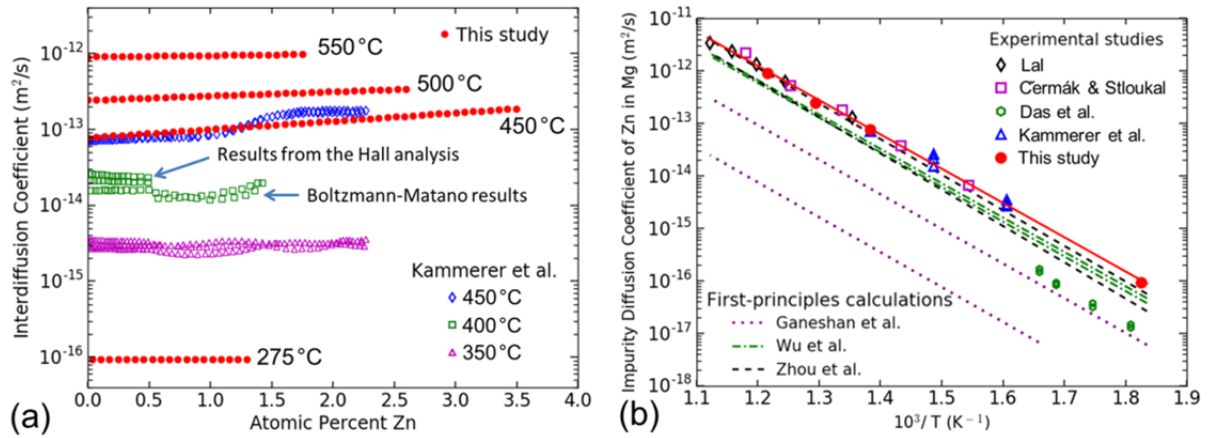 Interdiffusion Coefficient (m²/s)
10⁻¹²
10⁻¹³
10⁻¹⁴
10⁻¹⁵
10⁻¹⁶
550°C
This study
500°C
450°C
Results from the Hall analysis
Boltzmann-Matano results
Kammerer et al.
450°C
400°C
350°C
275°C
0.0 0.5 1.0 1.5 2.0 2.5 3.0 3.5 4.0
Atomic Percent Zn
(a)
Impurity Diffusion Coefficient of Zn in Mg (m²/s)
10⁻¹¹
10⁻¹²
10⁻¹³
10⁻¹⁴
10⁻¹⁵
10⁻¹⁶
10⁻¹⁷
10⁻¹⁸
Experimental studies
Lal
Čermák & Stloukal
Das et al.
Kammerer et al.
This study
First-principles calculations
Ganeshan et al.
Wu et al.
Zhou et al.
1.1 1.2 1.3 1.4 1.5 1.6 1.7 1.8 1.9
10³/ T (K⁻¹)
(b)